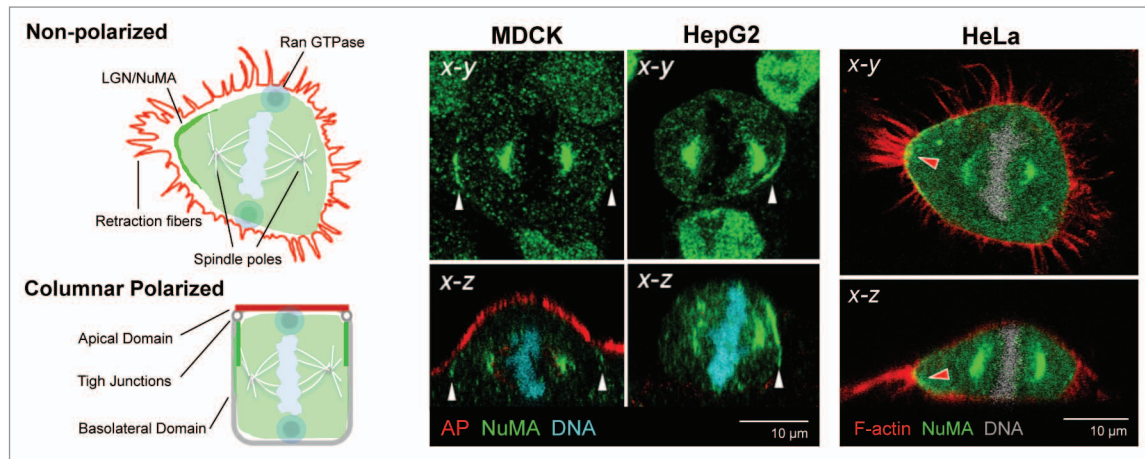 Non-polarized
Ran GTPase
LGN/NuMA
Retraction fibers
Spindle poles
Columnar Polarized
Apical Domain
Tigh Junctions
Basolateral Domain
MDCK
HepG2
x-y
x-y
x-z
x-z
AP NuMA DNA
10 µm
HeLa
x-y
x-z
F-actin NuMA DNA
10 µm